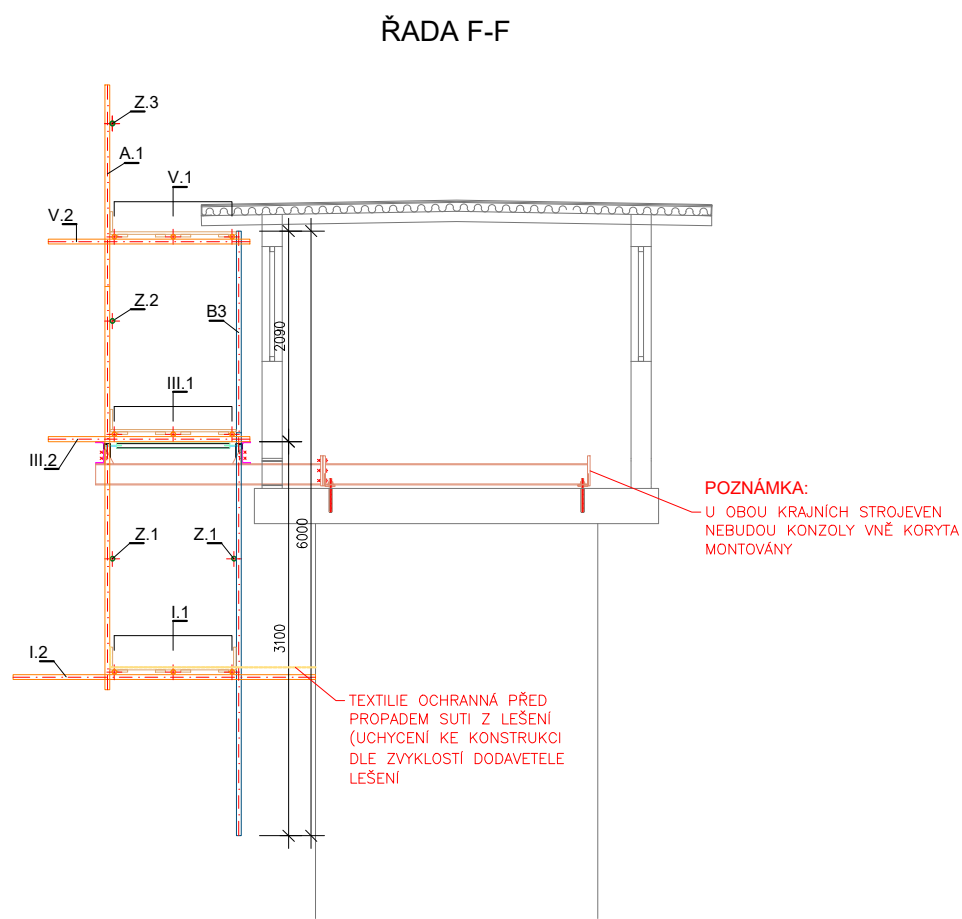 ŘADA F-F
Z.3
A.1
V.1
V.2
Z.2
B3
2090
III.1
III.2
POZNÁMKA:
U OBOU KRAJNÍCH STROJEVEN
NEBUDOU KONZOLY VNĚ KORYTA
MONTOVÁNY
6000
Z.1
Z.1
I.1
3100
I.2
TEXTILIE OCHRANNÁ PŘED
PROPADEM SUTI Z LEŠENÍ
(UCHYCENÍ KE KONSTRUKCI
DLE ZVYKLOSTÍ DODAVETELE
LEŠENÍ